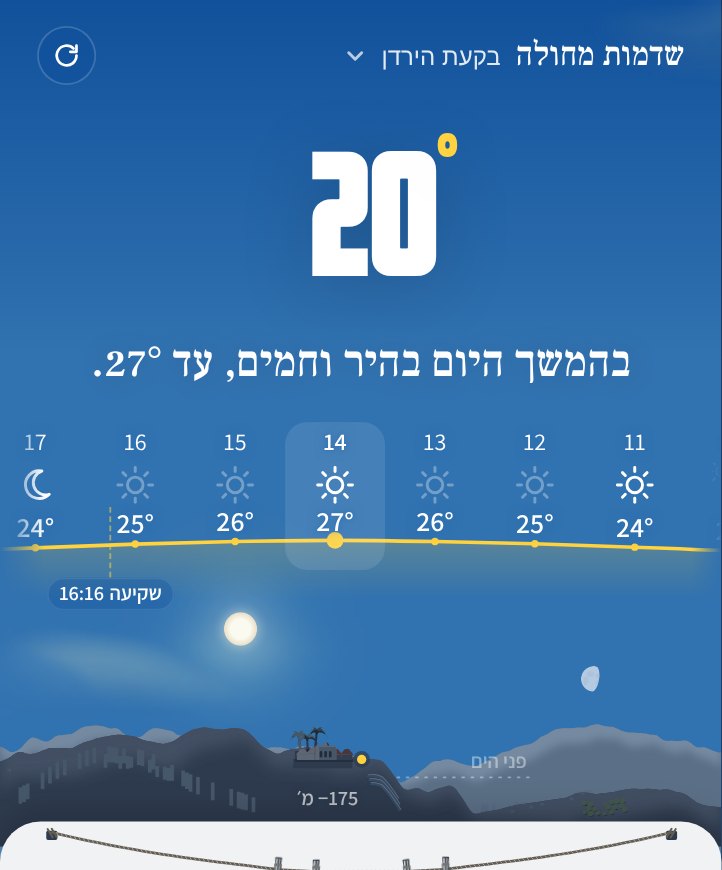 שדמות מחולה בקעת הירדן
20°
בהמשך היום בהיר וחמים, עד 27°.
11 12 13 14 15 16 17
24° 25° 26° 27° 26° 25° 24°
שקיעה 16:16
פני הים
−175 מ׳